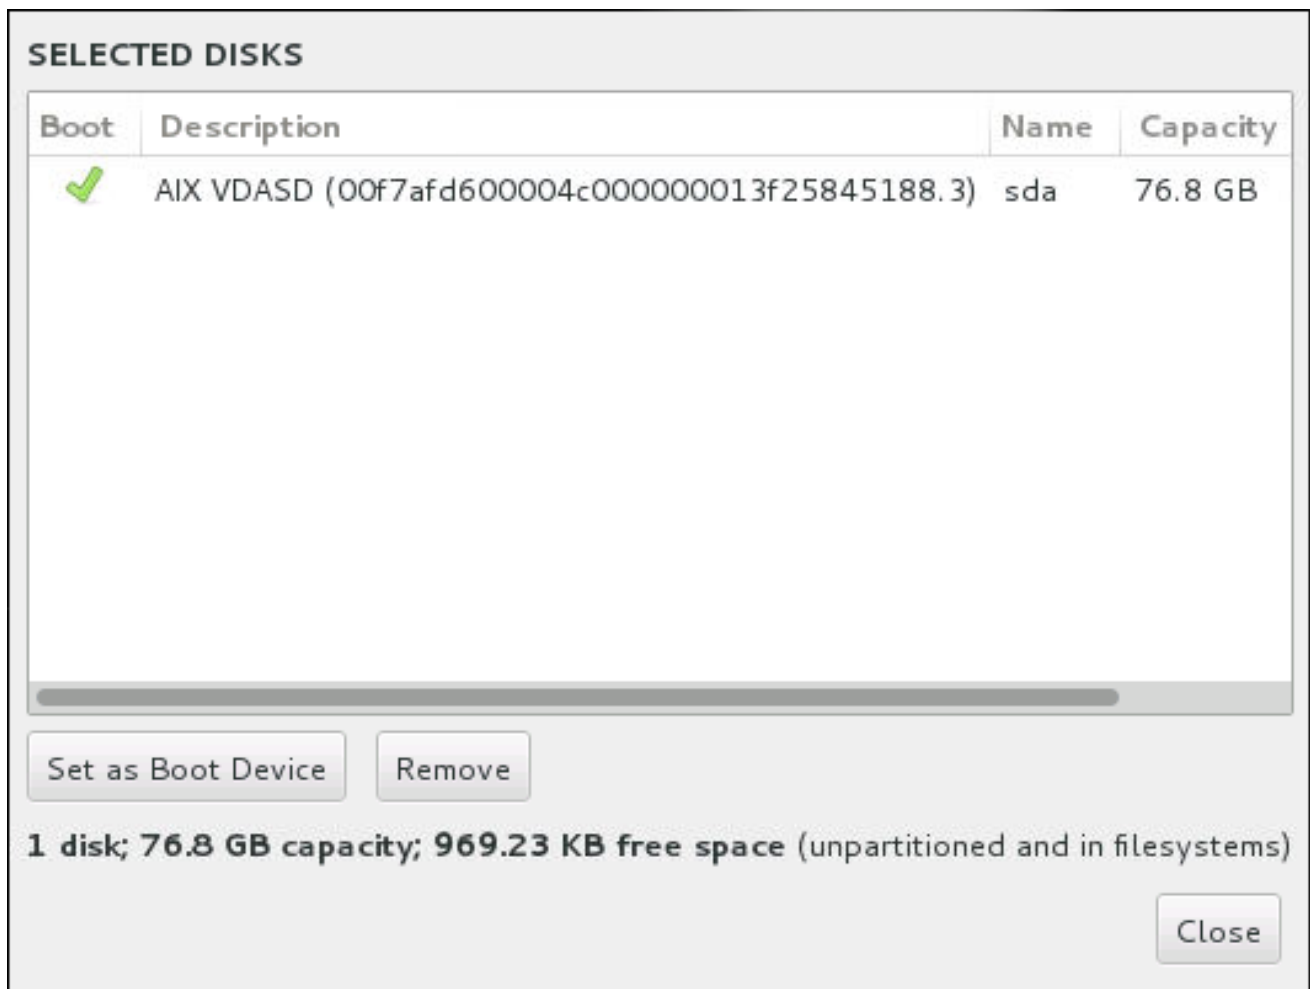 SELECTED DISKS
Boot Description Name Capacity
AIX VDASD (00f7afd600004c000000013f25845188.3) sda 76.8 GB
Set as Boot Device Remove
1 disk; 76.8 GB capacity; 969.23 KB free space (unpartitioned and in filesystems)
Close